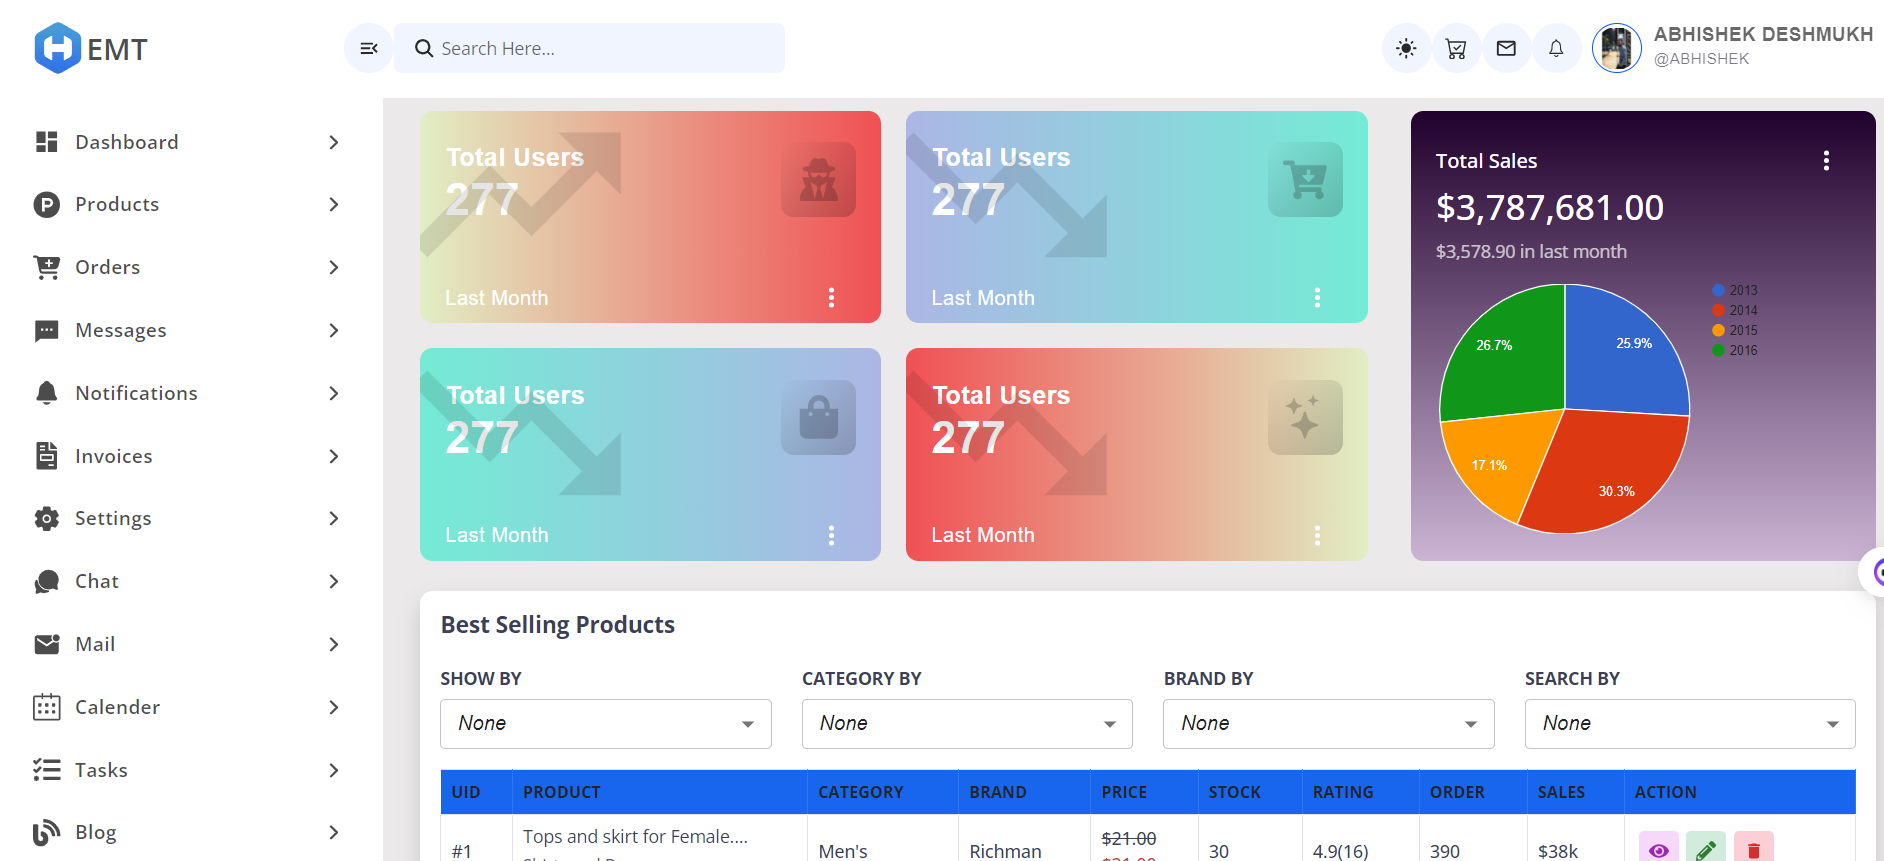 EMT
Search Here...
ABHISHEK DESHMUKH
@ABHISHEK
Dashboard
Products
Orders
Messages
Notifications
Invoices
Settings
Chat
Mail
Calender
Tasks
Blog
Total Users
277
Last Month
Total Users
277
Last Month
Total Users
277
Last Month
Total Users
277
Last Month
Total Sales
$3,787,681.00
$3,578.90 in last month
2013
2014
2015
2016
26.7%
25.9%
17.1%
30.3%
Best Selling Products
SHOW BY CATEGORY BY BRAND BY SEARCH BY
None None None None
UID PRODUCT CATEGORY BRAND PRICE STOCK RATING ORDER SALES ACTION
Tops and skirt for Female....
$21.00
#1 Men's Richman 30 4.9(16) 390 $38k